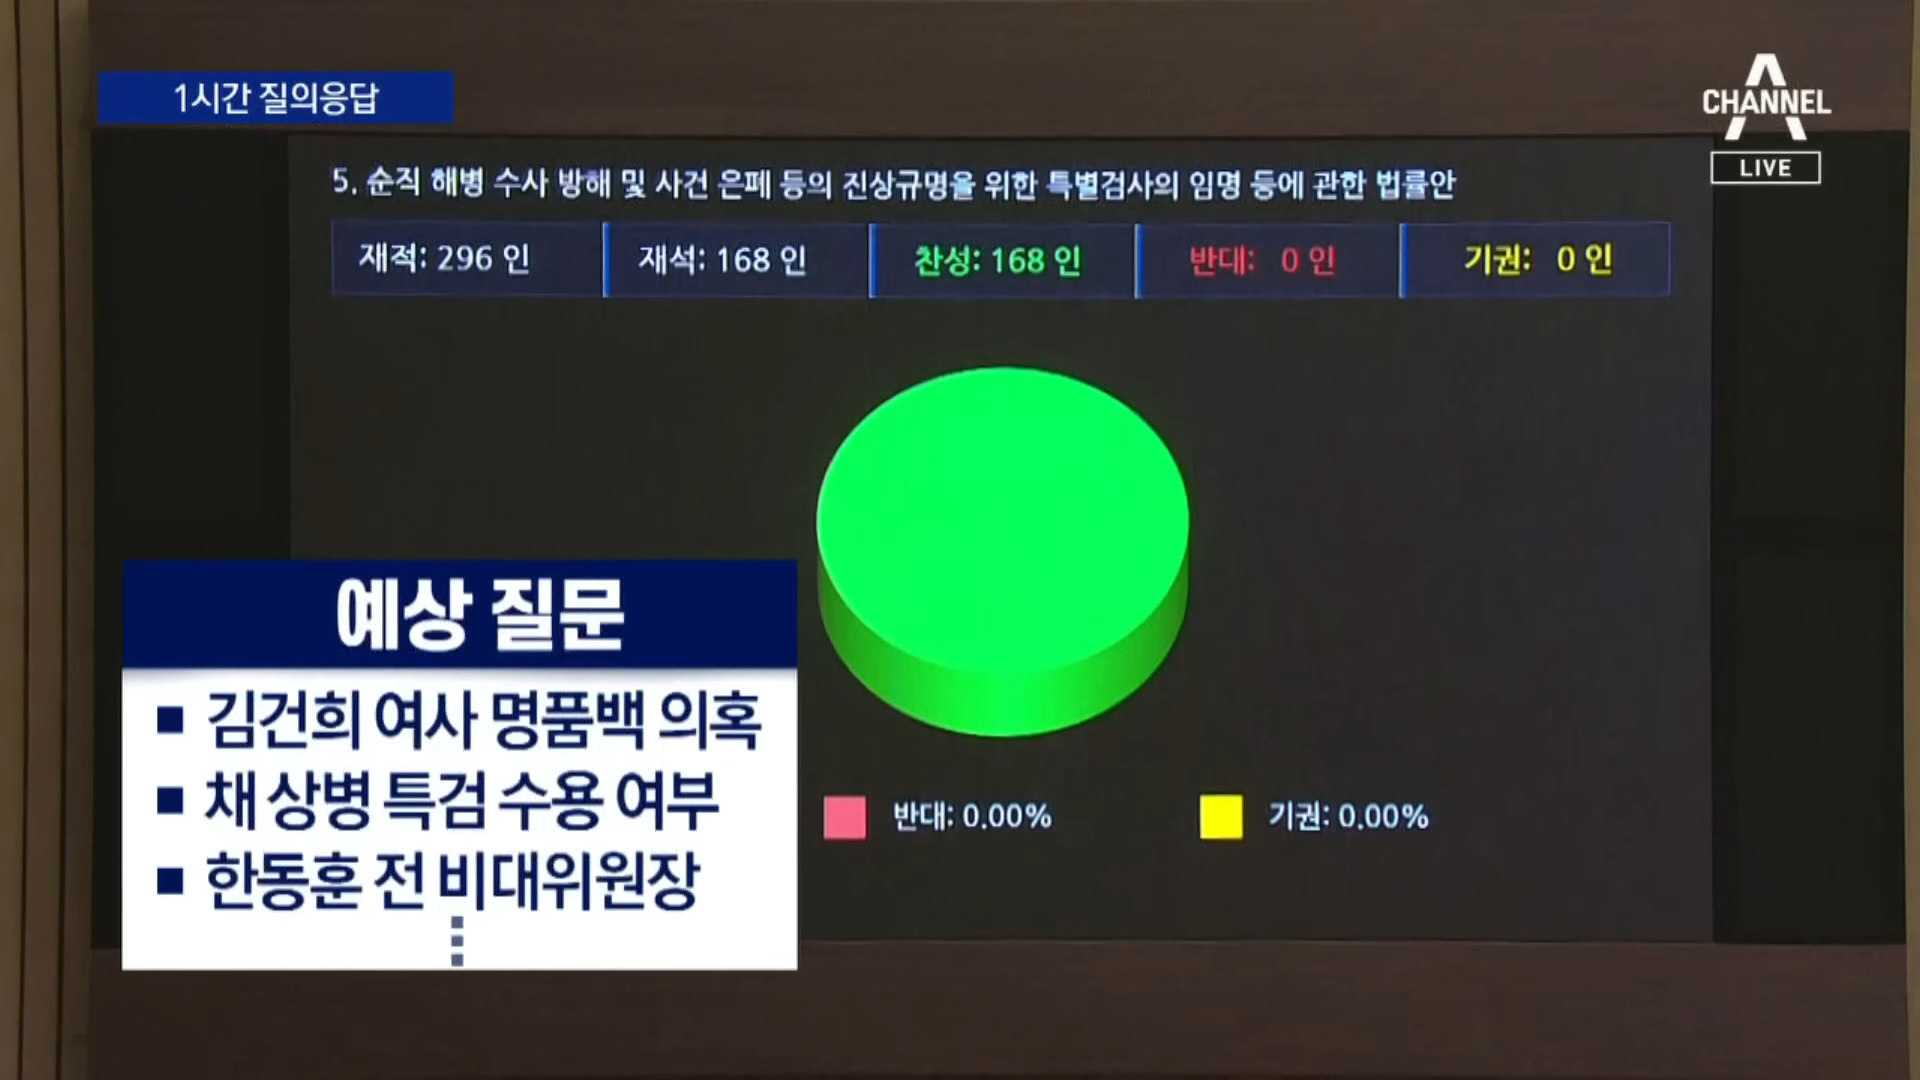 1시간 질의응답
CHANNEL A
LIVE
5. 순직 해병 수사 방해 및 사건 은폐 등의 진상규명을 위한 특별검사의 임명 등에 관한 법률안
재적: 296 인 재석: 168 인 찬성: 168 인 반대: 0 인 기권: 0 인
예상 질문
■ 김건희 여사 명품백 의혹
■ 채 상병 특검 수용 여부
■ 한동훈 전 비대위원장
반대: 0.00% 기권: 0.00%